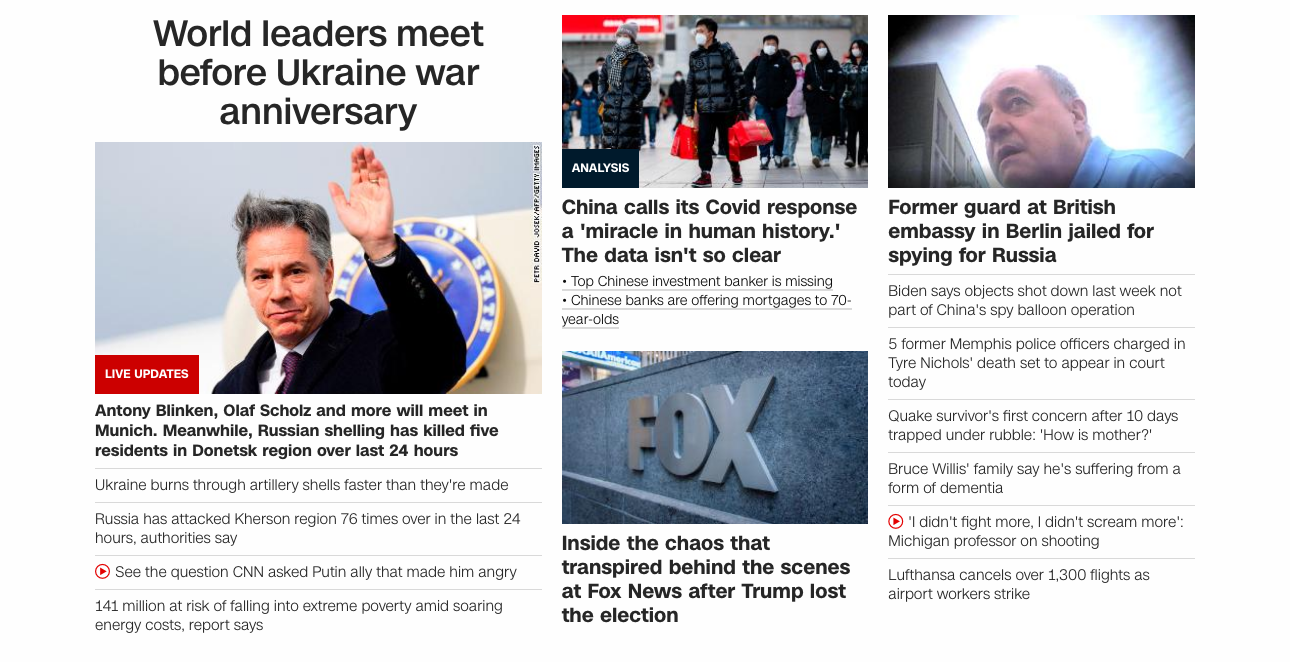 World leaders meet
before Ukraine war
anniversary
PETR DAVID JOSEK/AFP/GETTY IMAGES
LIVE UPDATES
Antony Blinken, Olaf Scholz and more will meet in
Munich. Meanwhile, Russian shelling has killed five
residents in Donetsk region over last 24 hours
Ukraine burns through artillery shells faster than they're made
Russia has attacked Kherson region 76 times over in the last 24
hours, authorities say
See the question CNN asked Putin ally that made him angry
141 million at risk of falling into extreme poverty amid soaring
energy costs, report says
ANALYSIS
China calls its Covid response
a 'miracle in human history.'
The data isn't so clear
• Top Chinese investment banker is missing
• Chinese banks are offering mortgages to 70-
year-olds
FOX
Inside the chaos that
transpired behind the scenes
at Fox News after Trump lost
the election
Former guard at British
embassy in Berlin jailed for
spying for Russia
Biden says objects shot down last week not
part of China's spy balloon operation
5 former Memphis police officers charged in
Tyre Nichols' death set to appear in court
today
Quake survivor's first concern after 10 days
trapped under rubble: 'How is mother?'
Bruce Willis' family say he's suffering from a
form of dementia
'I didn't fight more, I didn't scream more':
Michigan professor on shooting
Lufthansa cancels over 1,300 flights as
airport workers strike